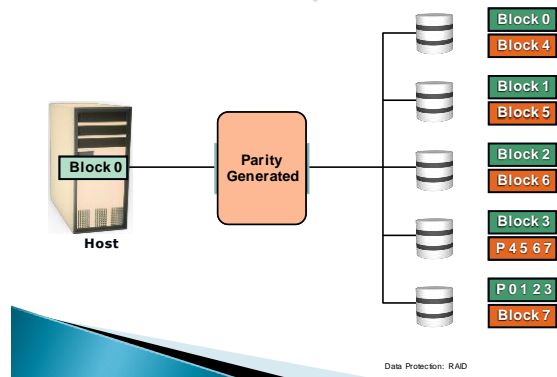 Block 0
Block 4
Block 1
Block 5
Block 0
Parity
Generated
Block 2
Block 6
Host
Block 3
P 4 5 6 7
P 0 1 2 3
Block 7
Data Protection: RAID